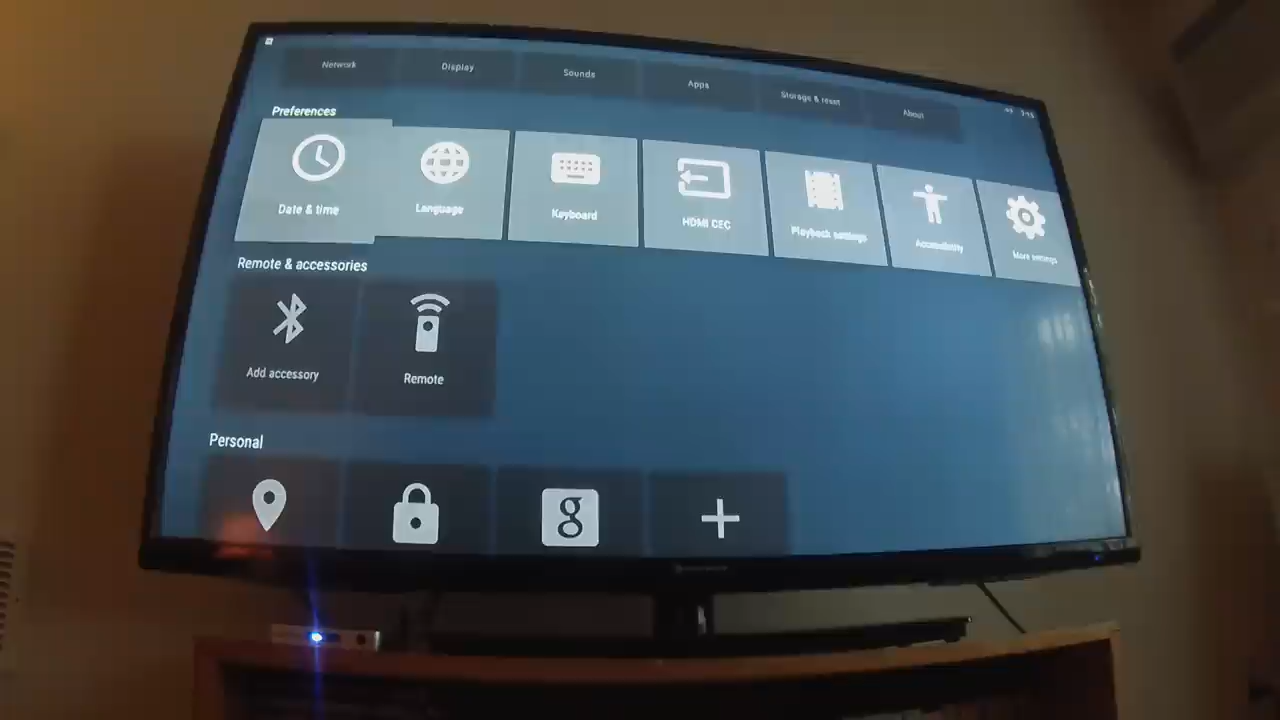 Network
Display
Sounds
Apps
Storage & reset
About
Preferences
Date & time
Language
Keyboard
HDMI CEC
Playback settings
Accessibility
More settings
Remote & accessories
Add accessory
Remote
Personal
g